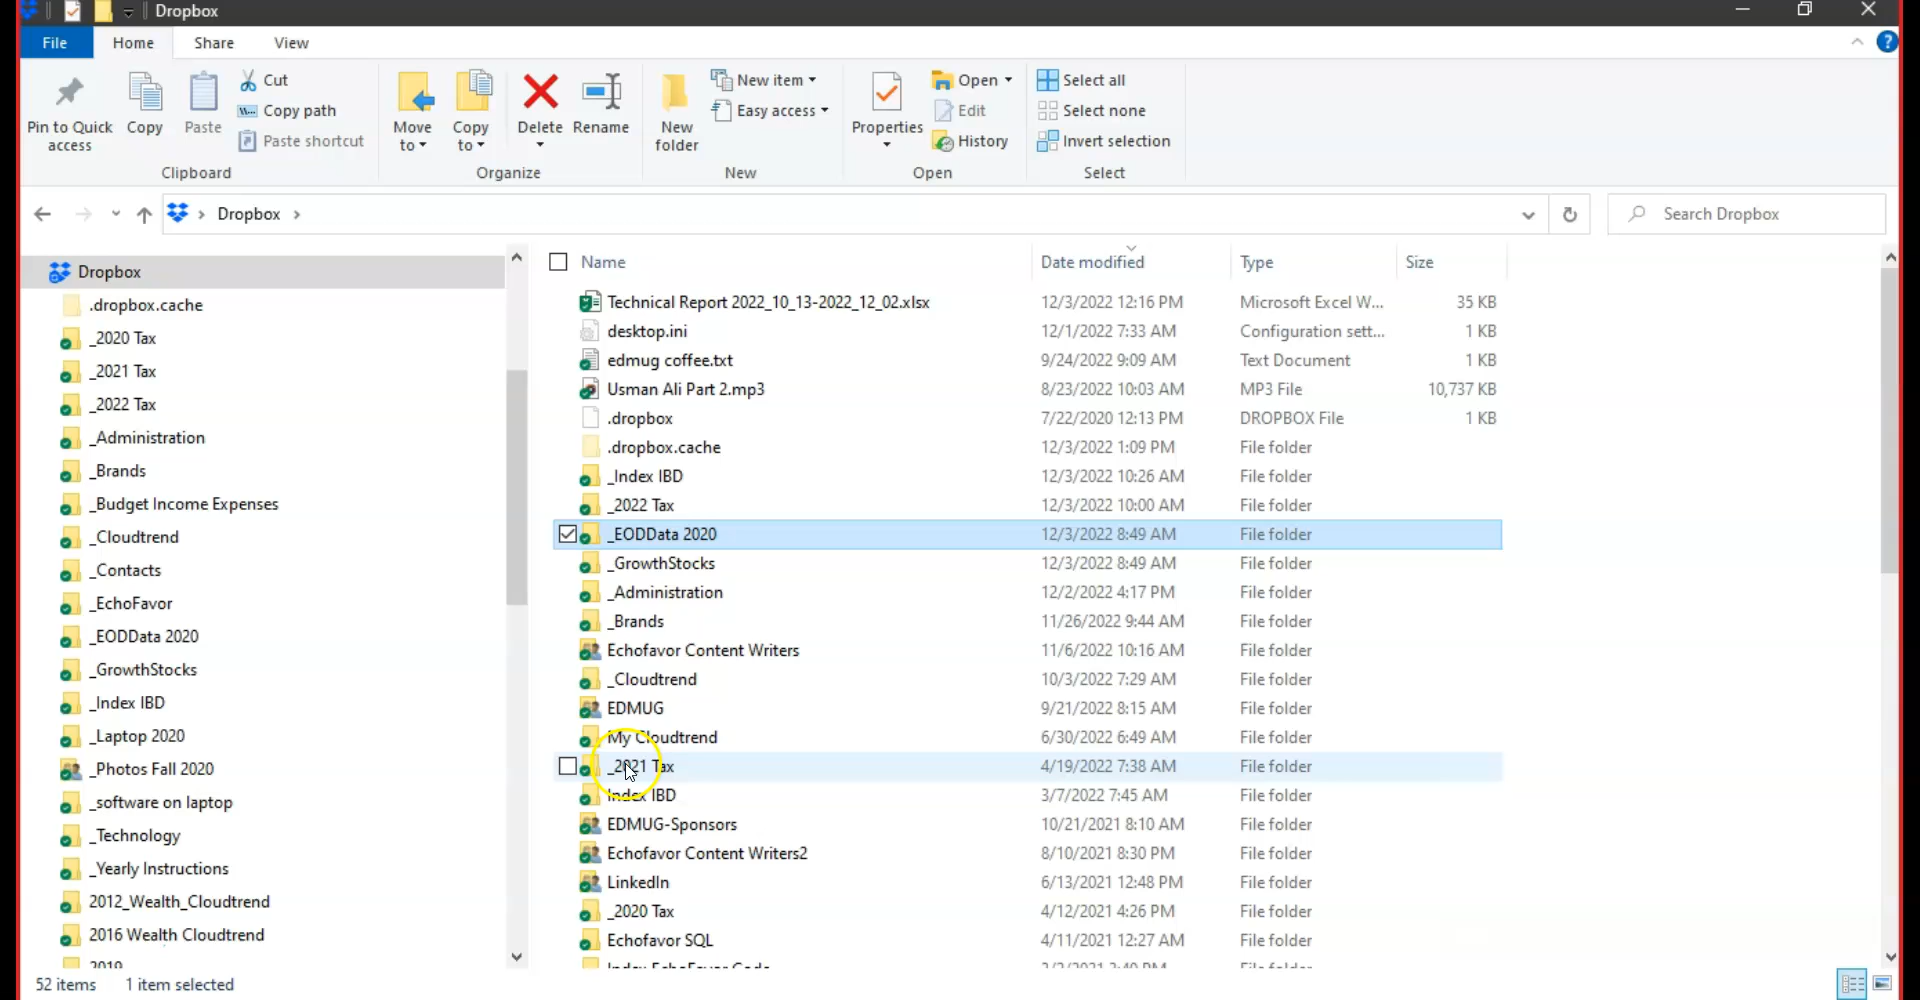 Dropbox
File Home Share View
Pin to Quick access
Copy
Paste
Cut
Copy path
Paste shortcut
Clipboard
Move to
Copy to
Delete
Rename
Organize
New folder
New item
Easy access
New
Properties
Open
Edit
History
Open
Select all
Select none
Invert selection
Select
Dropbox
Search Dropbox
Dropbox
.dropbox.cache
_2020 Tax
_2021 Tax
_2022 Tax
_Administration
_Brands
_Budget Income Expenses
_Cloudtrend
_Contacts
_EchoFavor
_EODData 2020
_GrowthStocks
_Index IBD
_Laptop 2020
_Photos Fall 2020
_software on laptop
_Technology
_Yearly Instructions
2012_Wealth_Cloudtrend
2016 Wealth Cloudtrend
2019
Name Date modified Type Size
Technical Report 2022_10_13-2022_12_02.xlsx 12/3/2022 12:16 PM Microsoft Excel W... 35 KB
desktop.ini 12/1/2022 7:33 AM Configuration sett... 1 KB
edmug coffee.txt 9/24/2022 9:09 AM Text Document 1 KB
Usman Ali Part 2.mp3 8/23/2022 10:03 AM MP3 File 10,737 KB
.dropbox 7/22/2020 12:13 PM DROPBOX File 1 KB
.dropbox.cache 12/3/2022 1:09 PM File folder
_Index IBD 12/3/2022 10:26 AM File folder
_2022 Tax 12/3/2022 10:00 AM File folder
_EODData 2020 12/3/2022 8:49 AM File folder
_GrowthStocks 12/3/2022 8:49 AM File folder
_Administration 12/2/2022 4:17 PM File folder
_Brands 11/26/2022 9:44 AM File folder
Echofavor Content Writers 11/6/2022 10:16 AM File folder
_Cloudtrend 10/3/2022 7:29 AM File folder
EDMUG 9/21/2022 8:15 AM File folder
My Cloudtrend 6/30/2022 6:49 AM File folder
_2021 Tax 4/19/2022 7:38 AM File folder
Index IBD 3/7/2022 7:45 AM File folder
EDMUG-Sponsors 10/21/2021 8:10 AM File folder
Echofavor Content Writers2 8/10/2021 8:30 PM File folder
LinkedIn 6/13/2021 12:48 PM File folder
_2020 Tax 4/12/2021 4:26 PM File folder
Echofavor SQL 4/11/2021 12:27 AM File folder
Index EchoFavor Code File folder
52 items 1 item selected